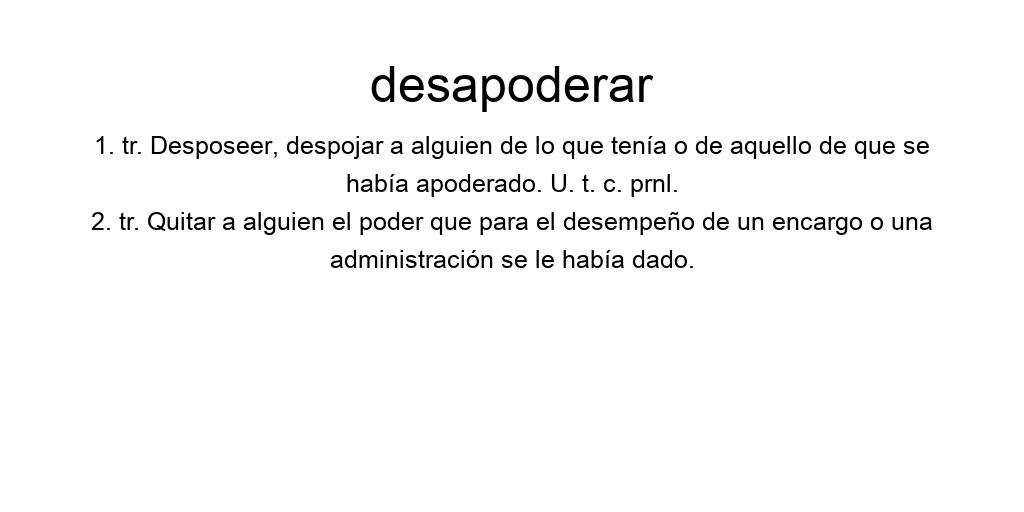 desapoderar
1. tr. Desposeer, despojar a alguien de lo que tenía o de aquello de que se
había apoderado. U. t. c. prnl.
2. tr. Quitar a alguien el poder que para el desempeño de un encargo o una
administración se le había dado.